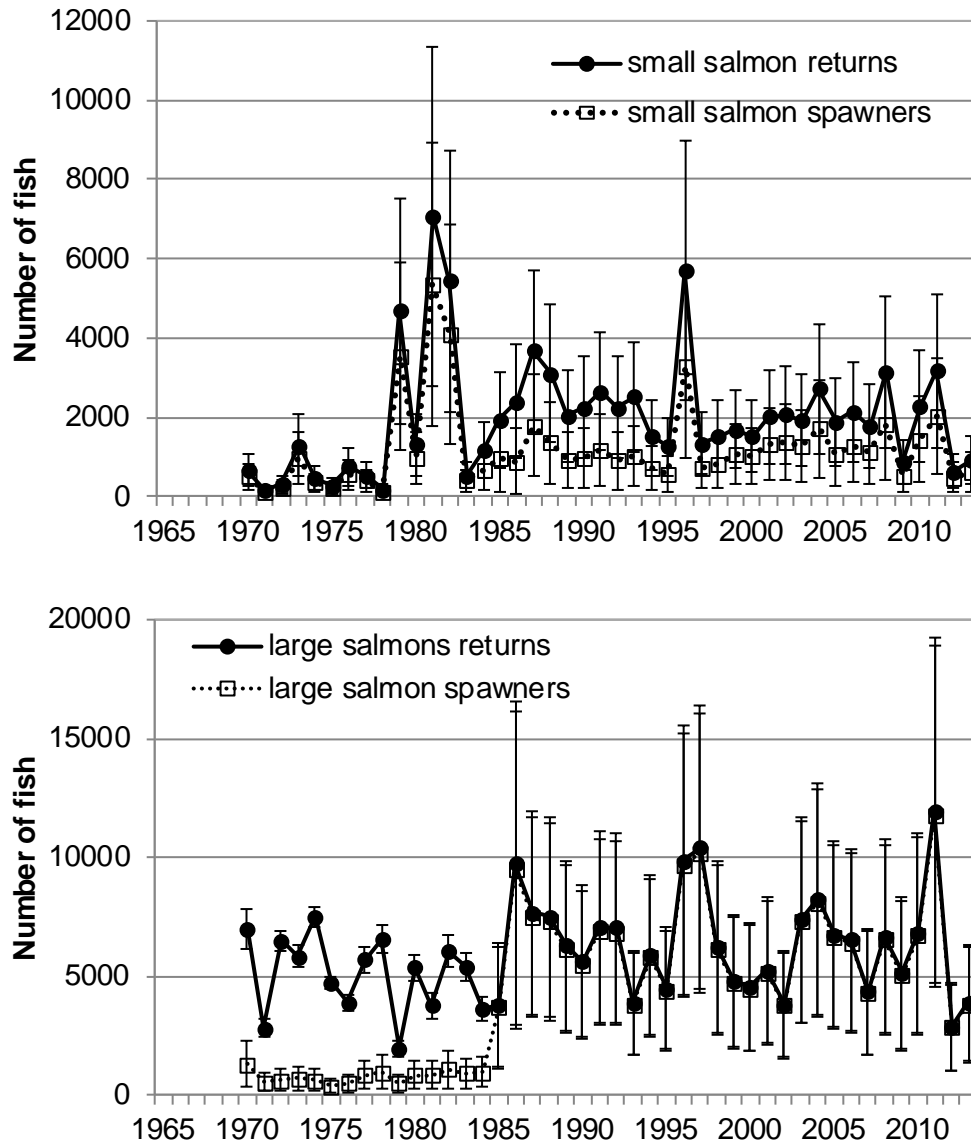 12000
small salmon returns
10000
small salmon spawners
8000
Number of fish
6000
4000
2000
0
1965 1970 1975 1980 1985 1990 1995 2000 2005 2010
20000
large salmons returns
large salmon spawners
15000
Number of fish
10000
5000
0
1965 1970 1975 1980 1985 1990 1995 2000 2005 2010